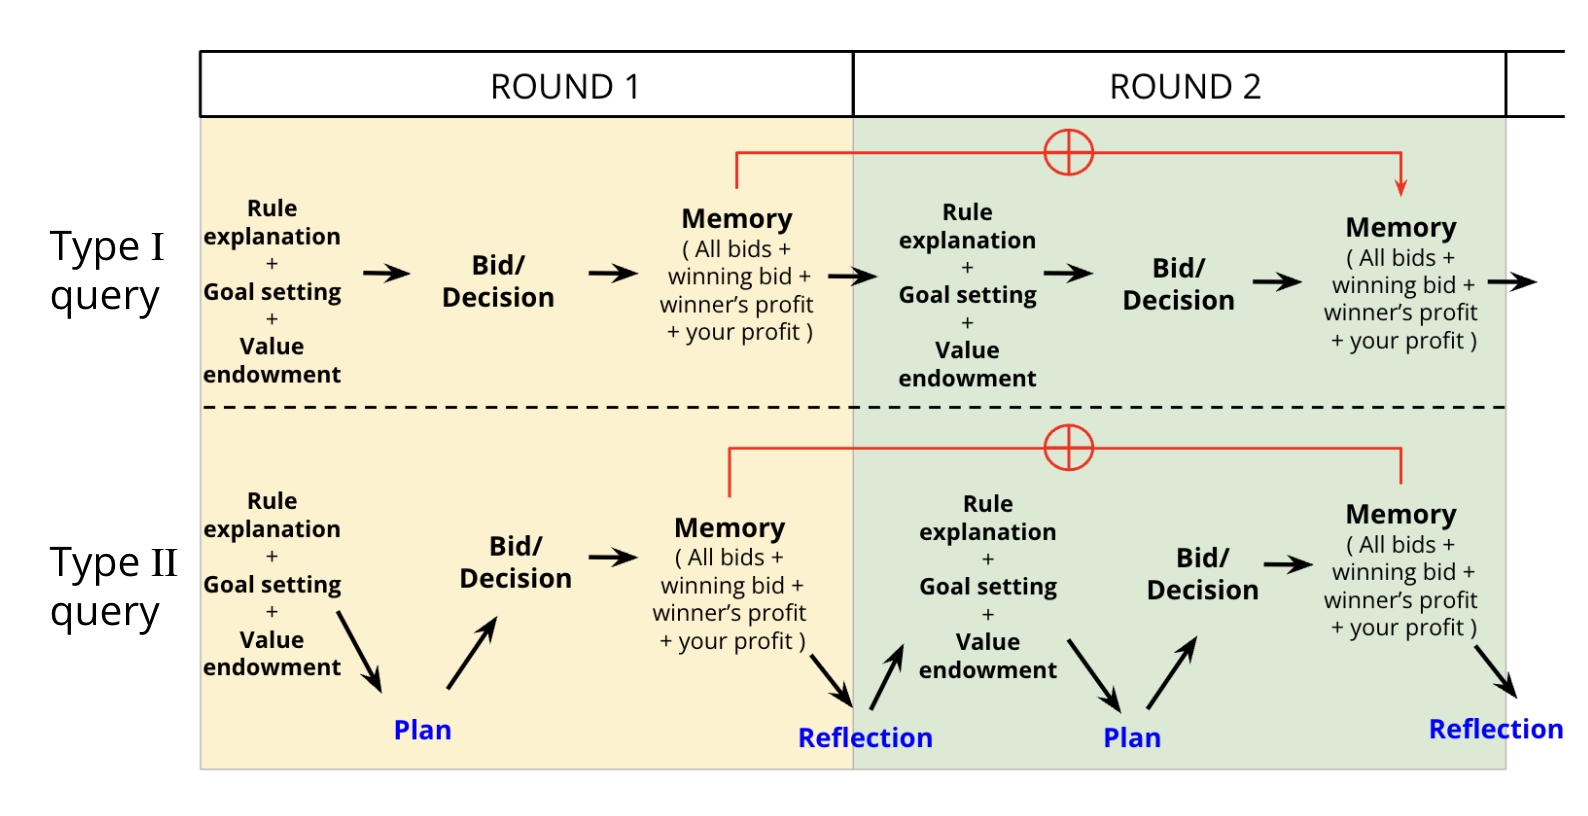 ROUND 1
ROUND 2
Type I
query
Rule
explanation
+
Goal setting
+
Value
endowment
Bid/
Decision
Memory
( All bids +
winning bid +
winner's profit
+ your profit )
Rule
explanation
+
Goal setting
+
Value
endowment
Bid/
Decision
Memory
( All bids +
winning bid +
winner's profit
+ your profit )
Type II
query
Rule
explanation
+
Goal setting
+
Value
endowment
Plan
Bid/
Decision
Memory
( All bids +
winning bid +
winner's profit
+ your profit )
Reflection
Rule
explanation
+
Goal setting
+
Value
endowment
Plan
Bid/
Decision
Memory
( All bids +
winning bid +
winner's profit
+ your profit )
Reflection